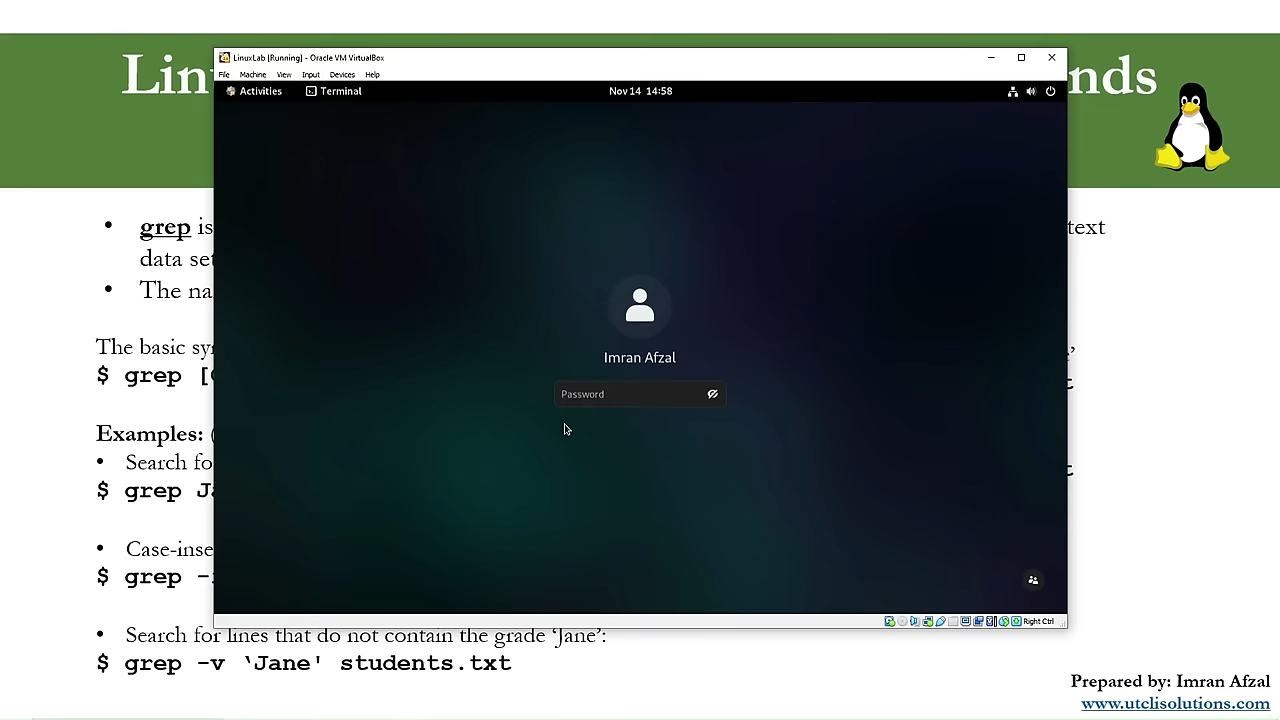 Lin
nds
LinuxLab [Running] - Oracle VM VirtualBox
File Machine View Input Devices Help
Activities Terminal Nov 14 14:58
• grep is
text
data set
• The na
The basic syn
$ grep [
Imran Afzal
Password
Examples: (
• Search fo
$ grep Ja
• Case-inse
$ grep -i
Right Ctrl
• Search for lines that do not contain the grade ‘Jane’:
$ grep -v ‘Jane' students.txt
Prepared by: Imran Afzal
www.utclisolutions.com